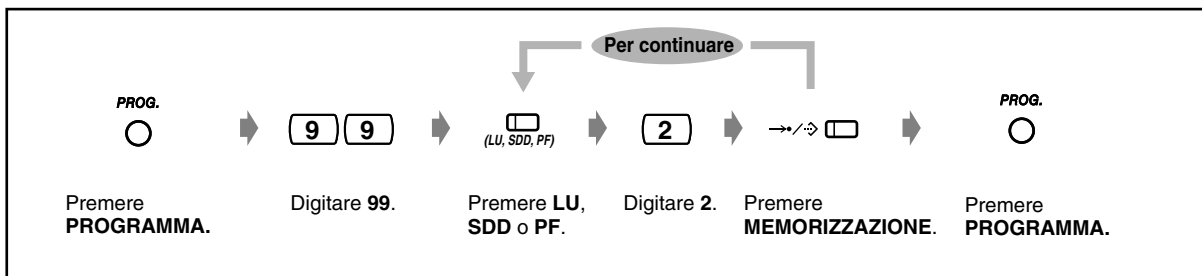 Per continuare
PROG.
9 9
(LU, SDD, PF)
2
PROG.
Premere
PROGRAMMA.
Digitare 99.
Premere LU,
SDD o PF.
Digitare 2.
Premere
MEMORIZZAZIONE.
Premere
PROGRAMMA.